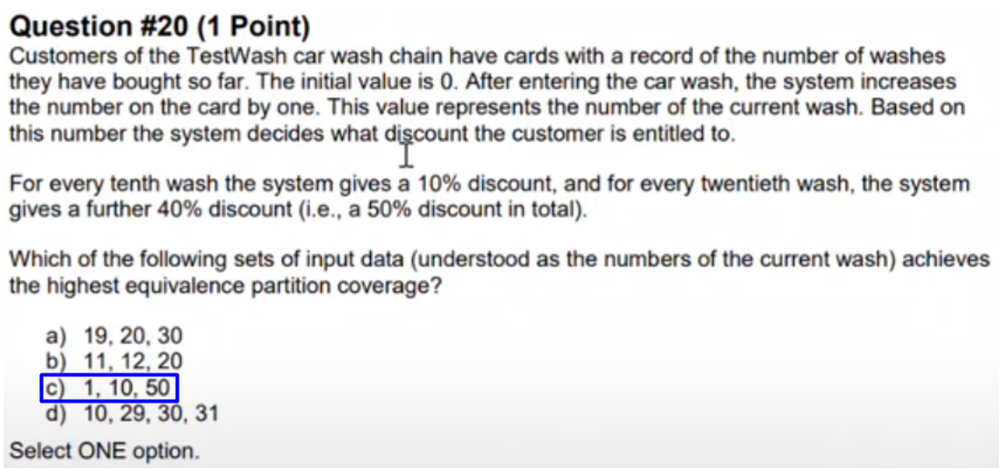 Question #20 (1 Point)
Customers of the TestWash car wash chain have cards with a record of the number of washes
they have bought so far. The initial value is 0. After entering the car wash, the system increases
the number on the card by one. This value represents the number of the current wash. Based on
this number the system decides what discount the customer is entitled to.
For every tenth wash the system gives a 10% discount, and for every twentieth wash, the system
gives a further 40% discount (i.e., a 50% discount in total).
Which of the following sets of input data (understood as the numbers of the current wash) achieves
the highest equivalence partition coverage?
a) 19, 20, 30
b) 11, 12, 20
c) 1, 10, 50
d) 10, 29, 30, 31
Select ONE option.